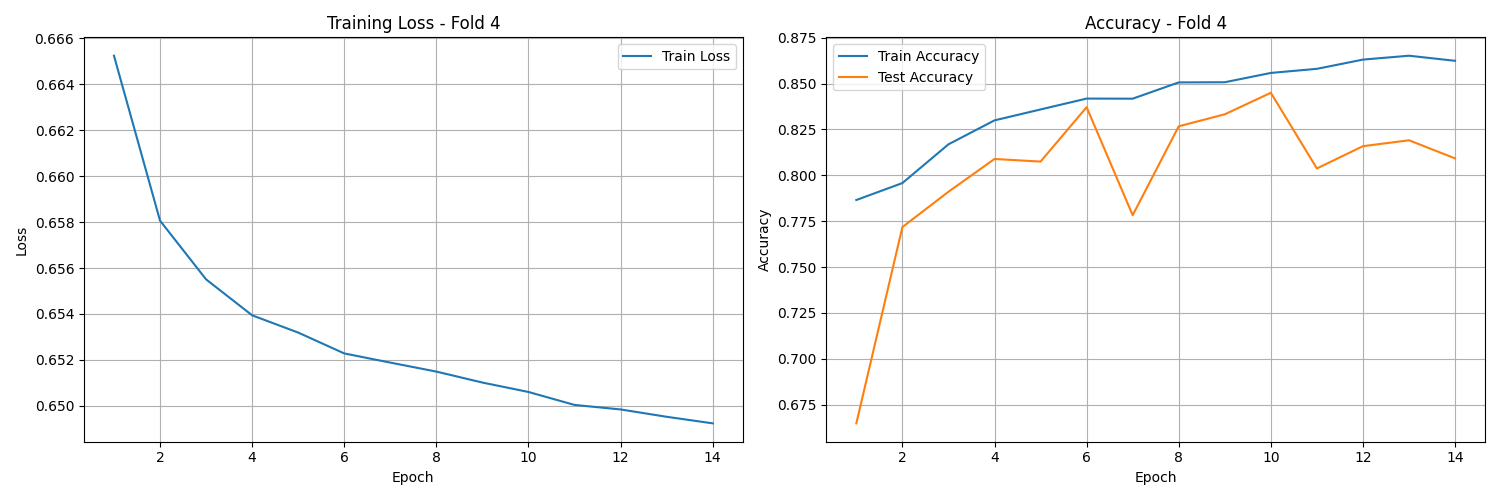 Training Loss - Fold 4
Train Loss
0.666
0.664
0.662
0.660
0.658
0.656
0.654
0.652
0.650
Loss
2 4 6 8 10 12 14
Epoch
Accuracy - Fold 4
Train Accuracy
Test Accuracy
0.875
0.850
0.825
0.800
0.775
0.750
0.725
0.700
0.675
Accuracy
2 4 6 8 10 12 14
Epoch